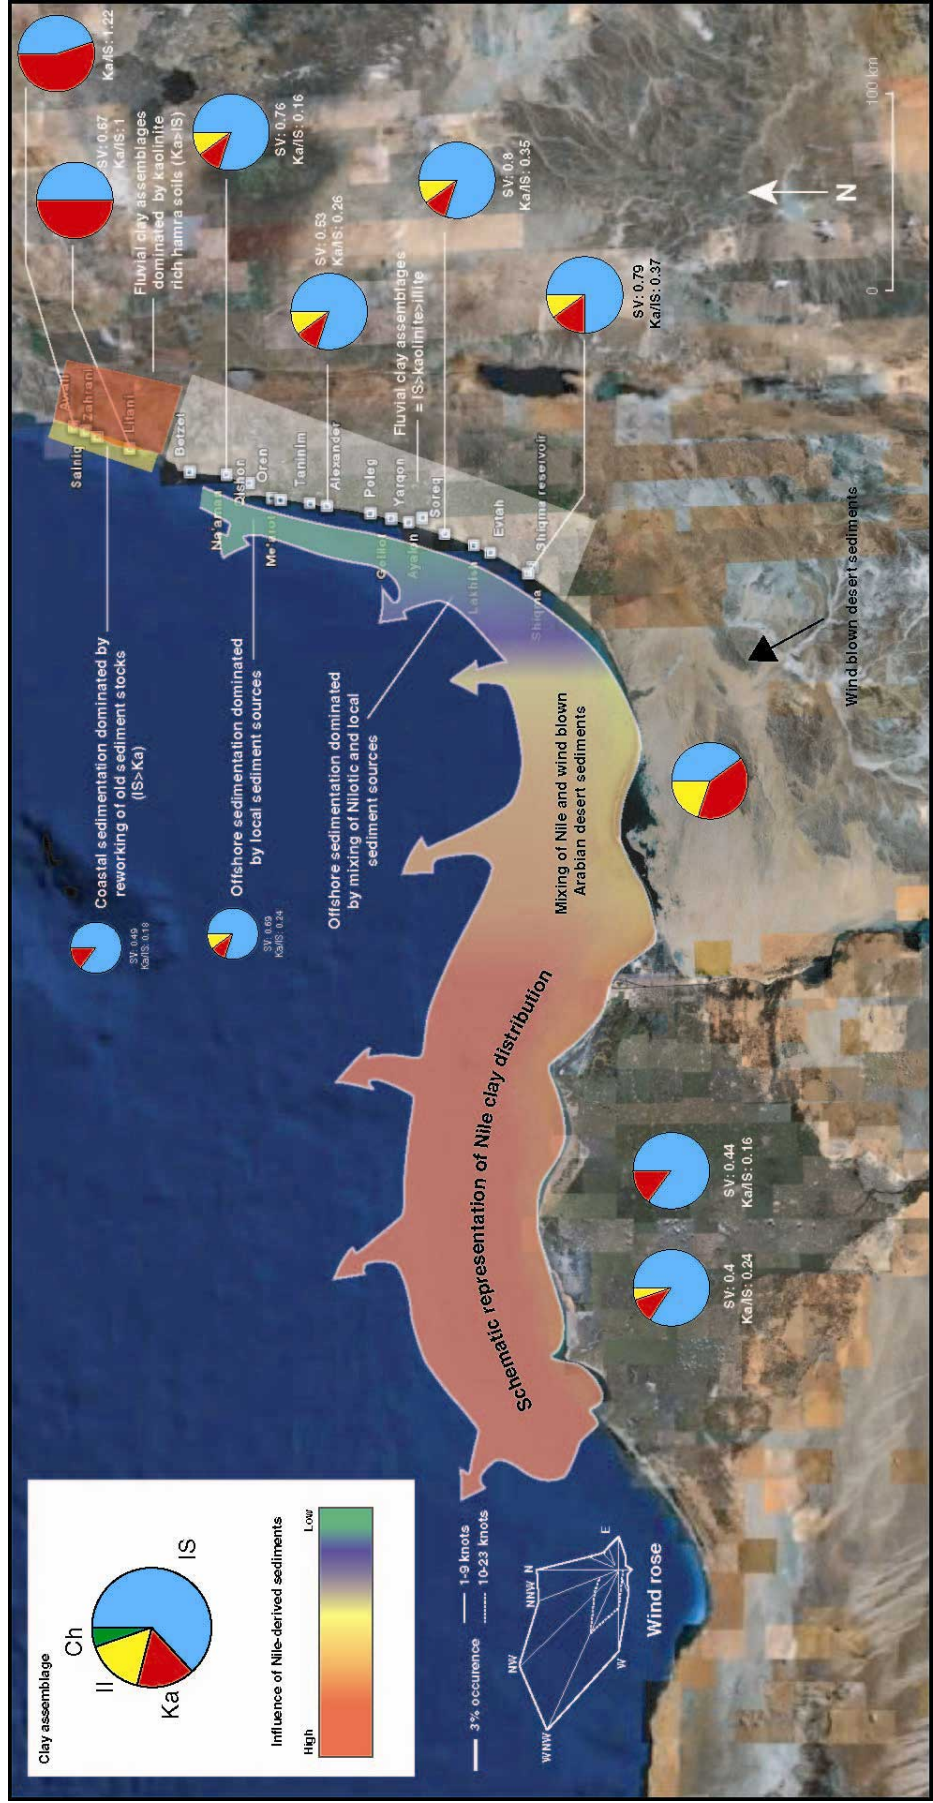 Clay assemblage
Ch
Il
Ka
IS
Influence of Nile-derived sediments
High
Low
3% occurence
1-9 knots
10-23 knots
N
NNW
NW
WNW
W
E
Wind rose
Schematic representation of Nile clay distribution
Mixing of Nile and wind blown
Arabian desert sediments
Coastal sedimentation dominated by
reworking of old sediment stocks
(IS>Ka)
SV: 0.49
Ka/IS: 0.18
Offshore sedimentation dominated
by local sediment sources
SV: 0.69
Ka/IS: 0.24
Offshore sedimentation dominated
by mixing of Nilotic and local
sediment sources
Ka/IS: 1.22
SV: 0.67
Ka/IS: 1
Fluvial clay assemblages
dominated by kaolinite
rich hamra soils (Ka>IS)
SV: 0.76
Ka/IS: 0.16
SV: 0.53
Ka/IS: 0.26
Fluvial clay assemblages
= IS>kaolinite>illite
SV: 0.8
Ka/IS: 0.35
SV: 0.79
Ka/IS: 0.37
Awali
Sainiq
Zahrani
Litani
Betzet
Na'aman
Qishon
Oren
Taninim
Alexander
Poleg
Yarqon
Ayalon
Soreq
Lakhish
Evtah
Shiqma
Shiqma reservoir
Wind blown desert sediments
SV: 0.44
Ka/IS: 0.16
SV: 0.4
Ka/IS: 0.24
N
0
100 km